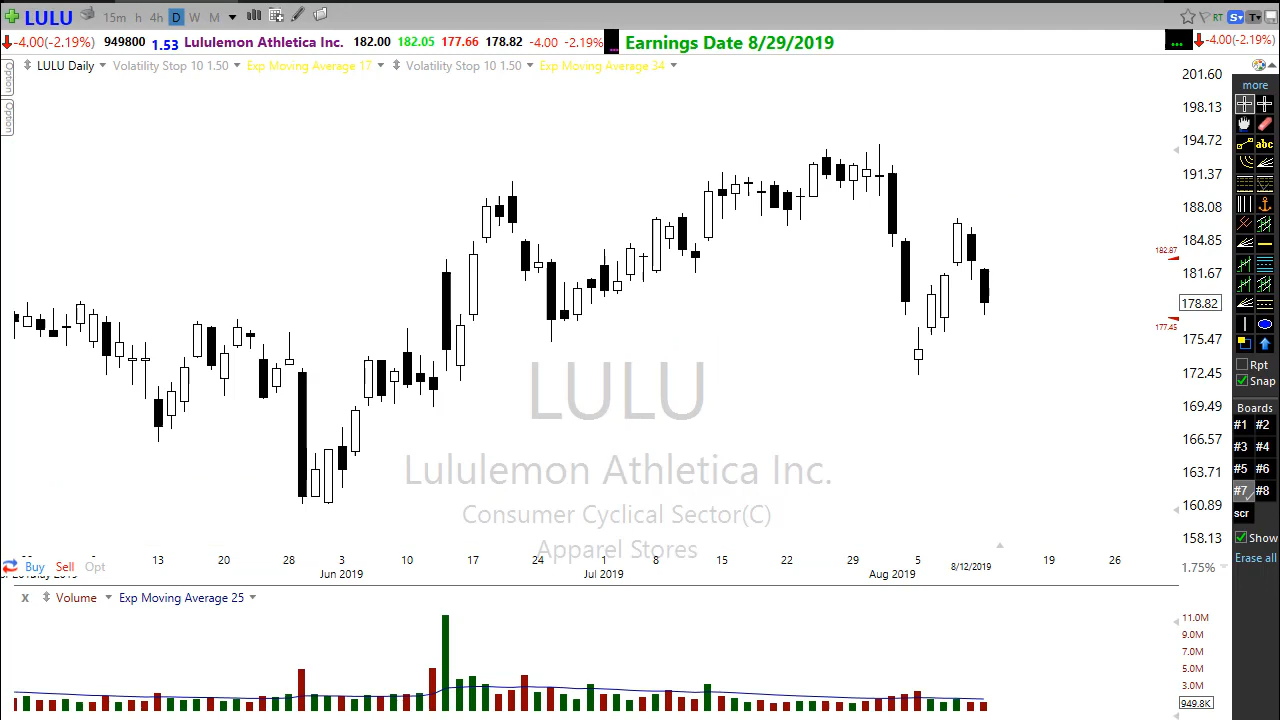 LULU 15m h 4h D W M RT S T
-4.00(-2.19%) 949800 1.53 Lululemon Athletica Inc. 182.00 182.05 177.66 178.82 -4.00 -2.19% ... Earnings Date 8/29/2019 ... -4.00(-2.19%)
LULU Daily Volatility Stop 10 1.50 Exp Moving Average 17 Volatility Stop 10 1.50 Exp Moving Average 34
Option
Option
201.60
198.13
194.72
191.37
188.08
184.85
182.87
181.67
178.82
177.45
175.47
172.45
169.49
166.57
163.71
160.89
158.13
1.75%
LULU
Lululemon Athletica Inc.
Consumer Cyclical Sector(C)
Apparel Stores
13 20 28 3 10 17 24 1 8 15 22 29 5 8/12/2019 19 26
Buy Sell Opt
Jun 2019 Jul 2019 Aug 2019
x Volume Exp Moving Average 25
11.0M
9.0M
7.0M
5.0M
3.0M
949.8K
more
abc
Rpt
Snap
Boards
#1 #2
#3 #4
#5 #6
#7 #8
scr
Show
Erase all